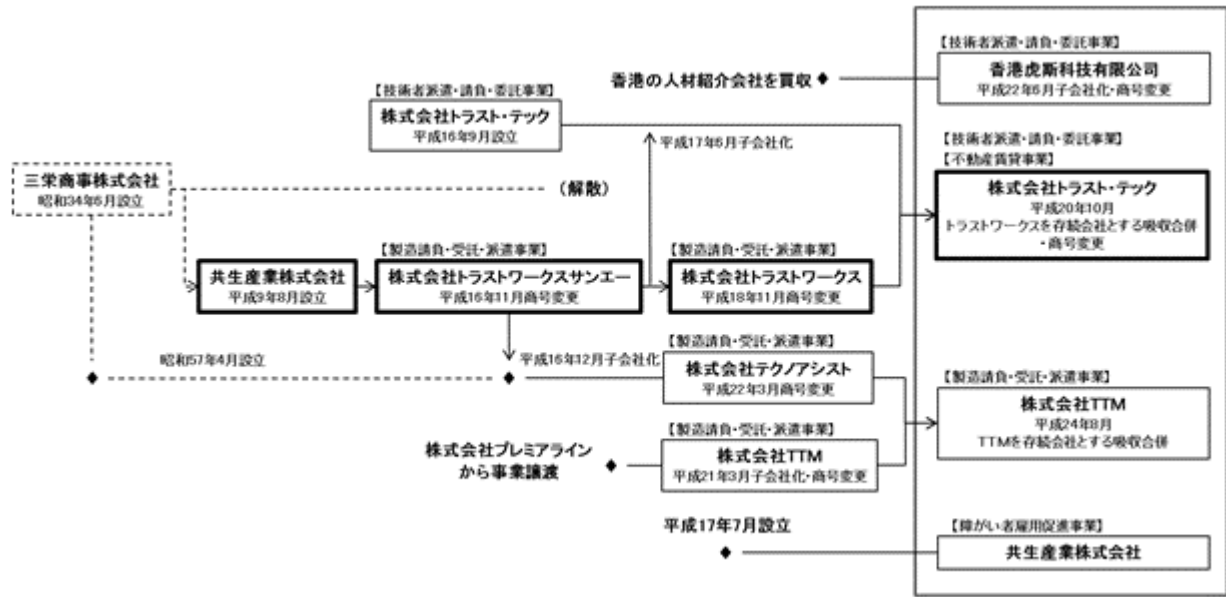 【技術者派遣・請負・委託事業】
香港の人材紹介会社を買収
香港虎斯科技有限公司
平成22年6月子会社化・商号変更
【技術者派遣・請負・委託事業】
株式会社トラスト・テック
平成16年9月設立
平成17年6月子会社化
【技術者派遣・請負・委託事業】
【不動産賃貸事業】
株式会社トラスト・テック
平成20年10月
トラストワークスを存続会社とする吸収合併
・商号変更
三栄商事株式会社
昭和34年6月設立
(解散)
共生産業株式会社
平成9年8月設立
【製造請負・受託・派遣事業】
株式会社トラストワークスサンエー
平成16年11月商号変更
【製造請負・受託・派遣事業】
株式会社トラストワークス
平成18年11月商号変更
昭和57年4月設立
平成16年12月子会社化
【製造請負・受託・派遣事業】
株式会社テクノアシスト
平成22年3月商号変更
【製造請負・受託・派遣事業】
株式会社TTM
平成24年8月
TTMを存続会社とする吸収合併
株式会社プレミアライン
から事業譲渡
【製造請負・受託・派遣事業】
株式会社TTM
平成21年3月子会社化・商号変更
平成17年7月設立
【障がい者雇用促進事業】
共生産業株式会社